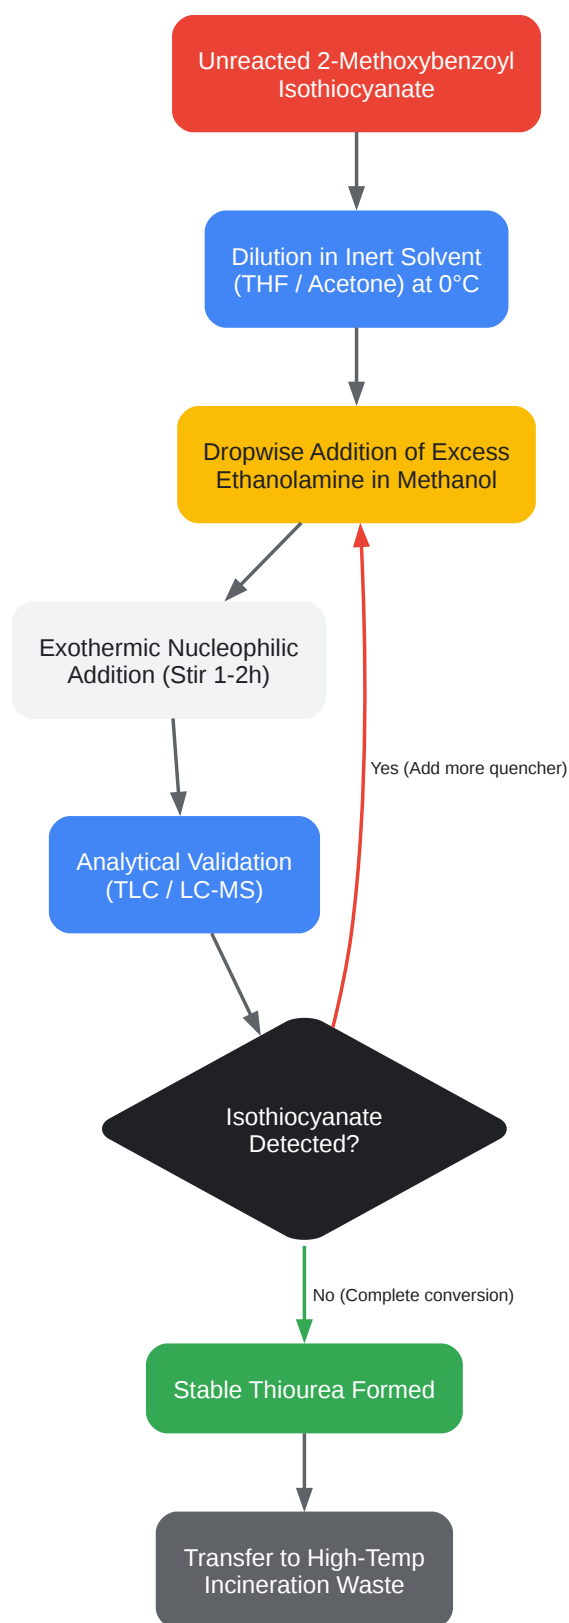 Unreacted 2-Methoxybenzoyl
Isothiocyanate
Dilution in Inert Solvent
(THF / Acetone) at 0°C
Dropwise Addition of Excess
Ethanolamine in Methanol
Exothermic Nucleophilic
Addition (Stir 1-2h)
Yes (Add more quencher)
Analytical Validation
(TLC / LC-MS)
Isothiocyanate
Detected?
No (Complete conversion)
Stable Thiourea Formed
Transfer to High-Temp
Incineration Waste